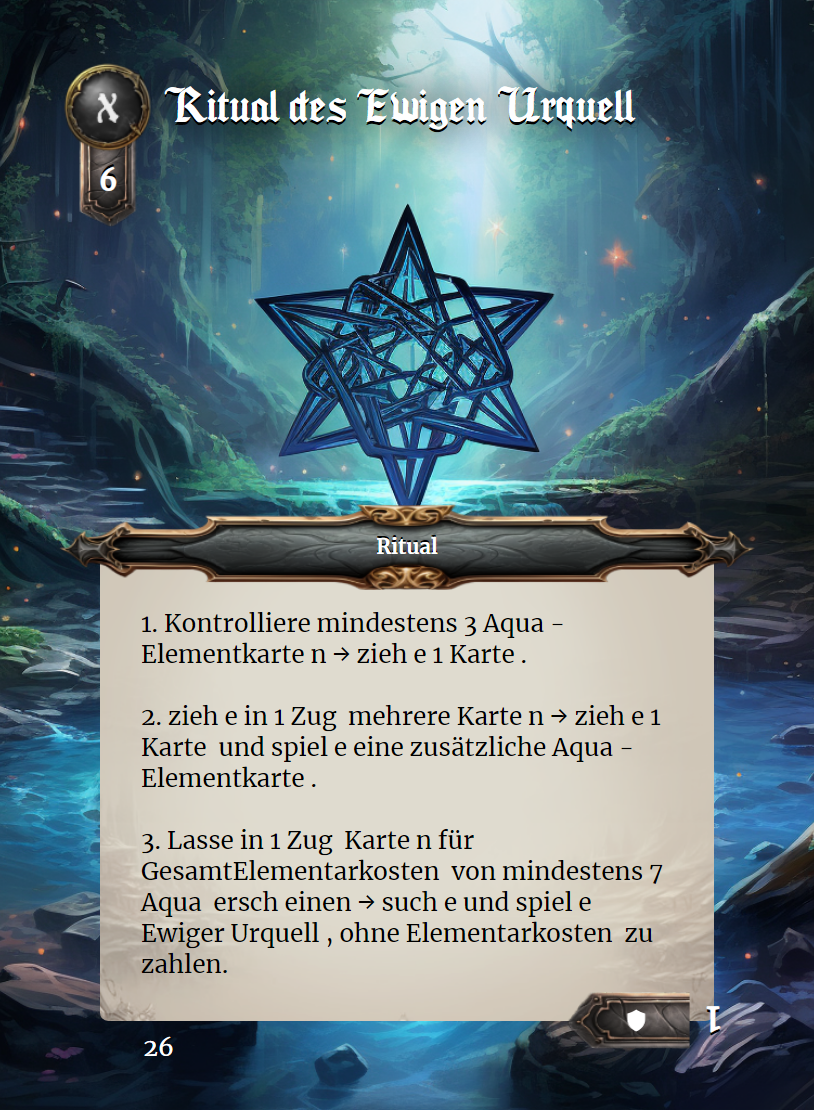 Ritual des Ewigen Urquell
6
Ritual
1. Kontrolliere mindestens 3 Aqua -
Elementkarte n → zieh e 1 Karte .
2. zieh e in 1 Zug mehrere Karte n → zieh e 1
Karte und spiel e eine zusätzliche Aqua -
Elementkarte .
3. Lasse in 1 Zug Karte n für
GesamtElementarkosten von mindestens 7
Aqua ersch einen → such e und spiel e
Ewiger Urquell , ohne Elementarkosten zu
zahlen.
1
26